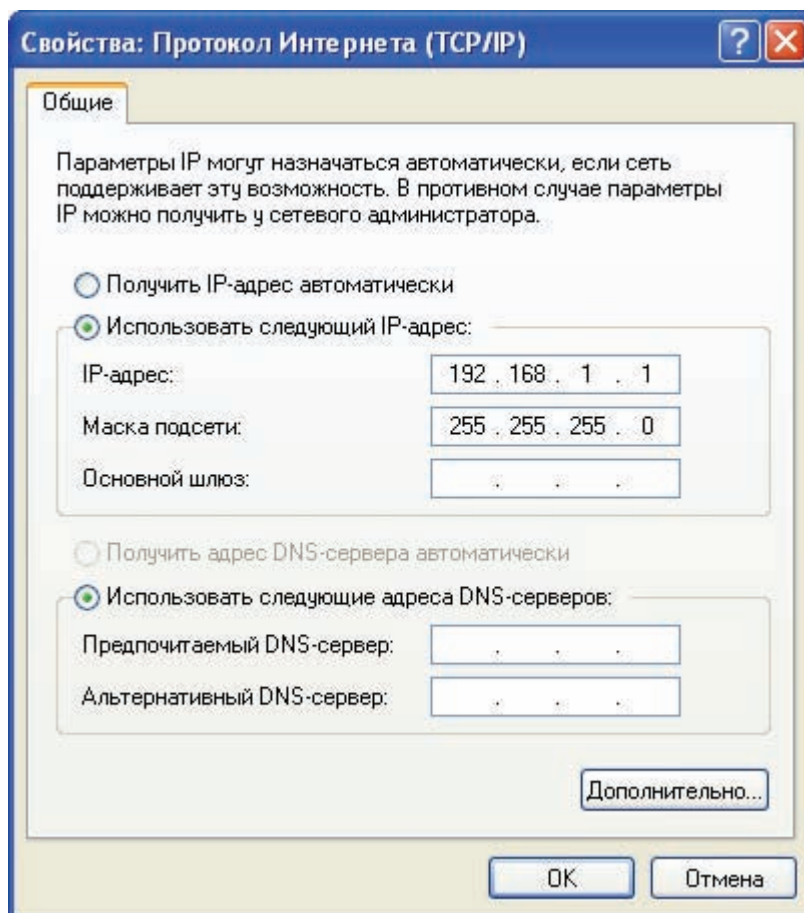 Свойства: Протокол Интернета (TCP/IP)
Общие
Параметры IP могут назначаться автоматически, если сеть
поддерживает эту возможность. В противном случае параметры
IP можно получить у сетевого администратора.
Получить IP-адрес автоматически
Использовать следующий IP-адрес:
IP-адрес: 192 . 168 . 1 . 1
Маска подсети: 255 . 255 . 255 . 0
Основной шлюз: . . .
Получить адрес DNS-сервера автоматически
Использовать следующие адреса DNS-серверов:
Предпочитаемый DNS-сервер: . . .
Альтернативный DNS-сервер: . . .
Дополнительно...
OK Отмена